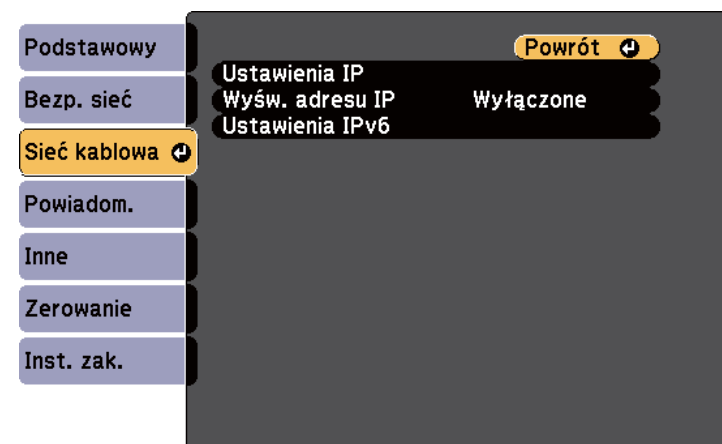 Podstawowy
Bezp. sieć
Sieć kablowa
Powiadom.
Inne
Zerowanie
Inst. zak.
Powrót
Ustawienia IP
Wyśw. adresu IP Wyłączone
Ustawienia IPv6